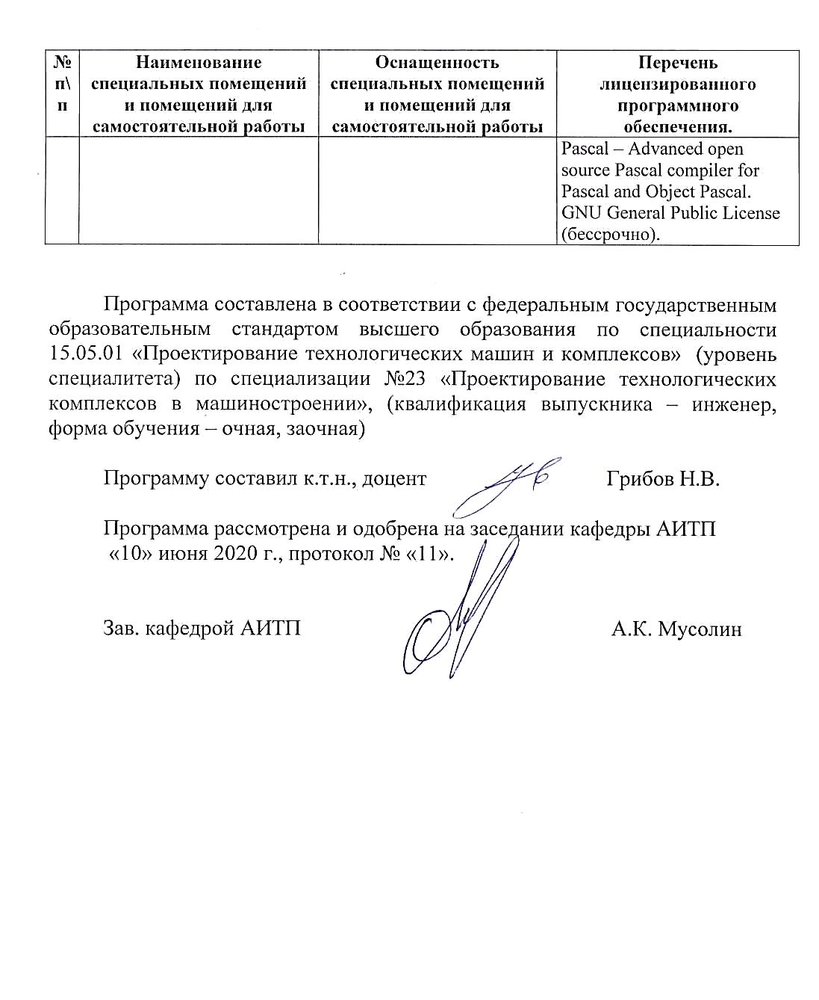 № п\ п
Наименование специальных помещений и помещений для самостоятельной работы
Оснащенность специальных помещений и помещений для самостоятельной работы
Перечень лицензированного программного обеспечения.
Pascal – Advanced open
source Pascal compiler for
Pascal and Object Pascal.
GNU General Public License
(бессрочно).
Программа составлена в соответствии с федеральным государственным
образовательным стандартом высшего образования по специальности
15.05.01 «Проектирование технологических машин и комплексов» (уровень
специалитета) по специализации №23 «Проектирование технологических
комплексов в машиностроении», (квалификация выпускника – инженер,
форма обучения – очная, заочная)
Программу составил к.т.н., доцент Грибов Н.В.
Программа рассмотрена и одобрена на заседании кафедры АИТП
«10» июня 2020 г., протокол № «11».
Зав. кафедрой АИТП А.К. Мусолин